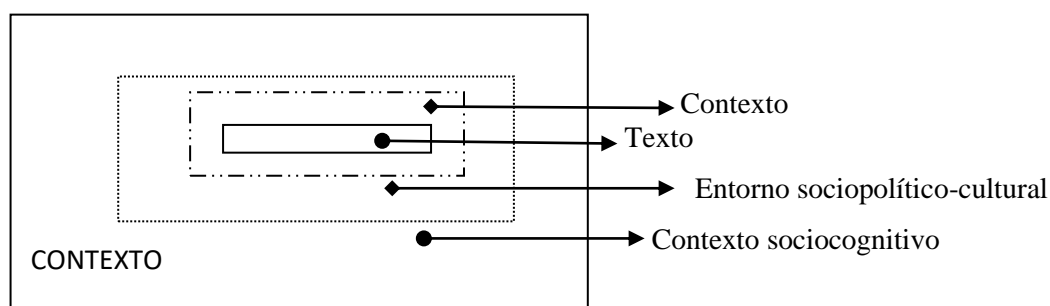 Contexto
Texto
Entorno sociopolítico-cultural
Contexto sociocognitivo
CONTEXTO